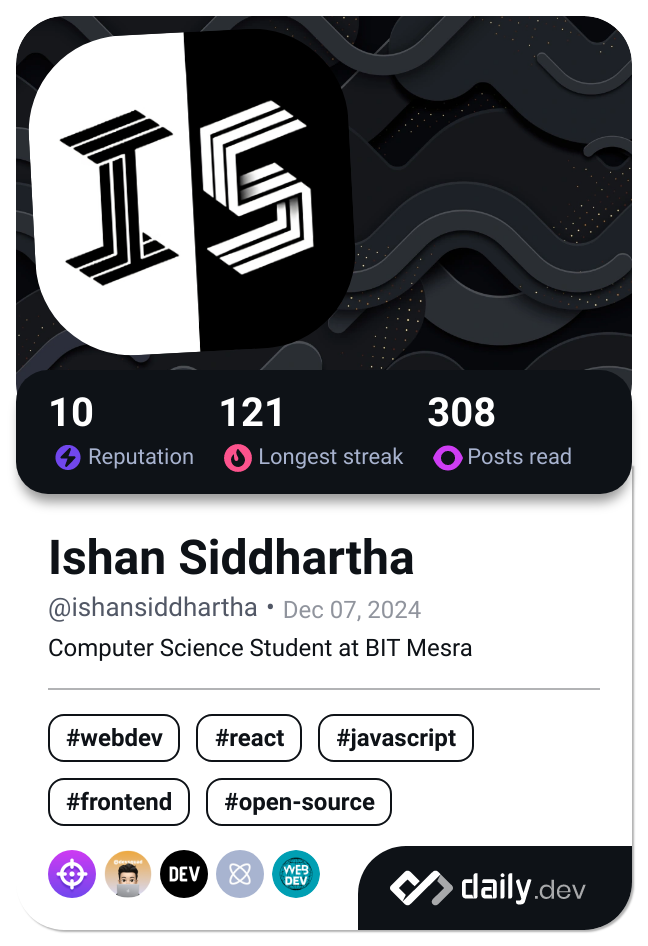 IS
10 121 308
Reputation Longest streak Posts read
Ishan Siddhartha
@ishansiddhartha • Dec 07, 2024
Computer Science Student at BIT Mesra
#webdev #react #javascript
#frontend #open-source
DEV
WEB
DEV
daily.dev